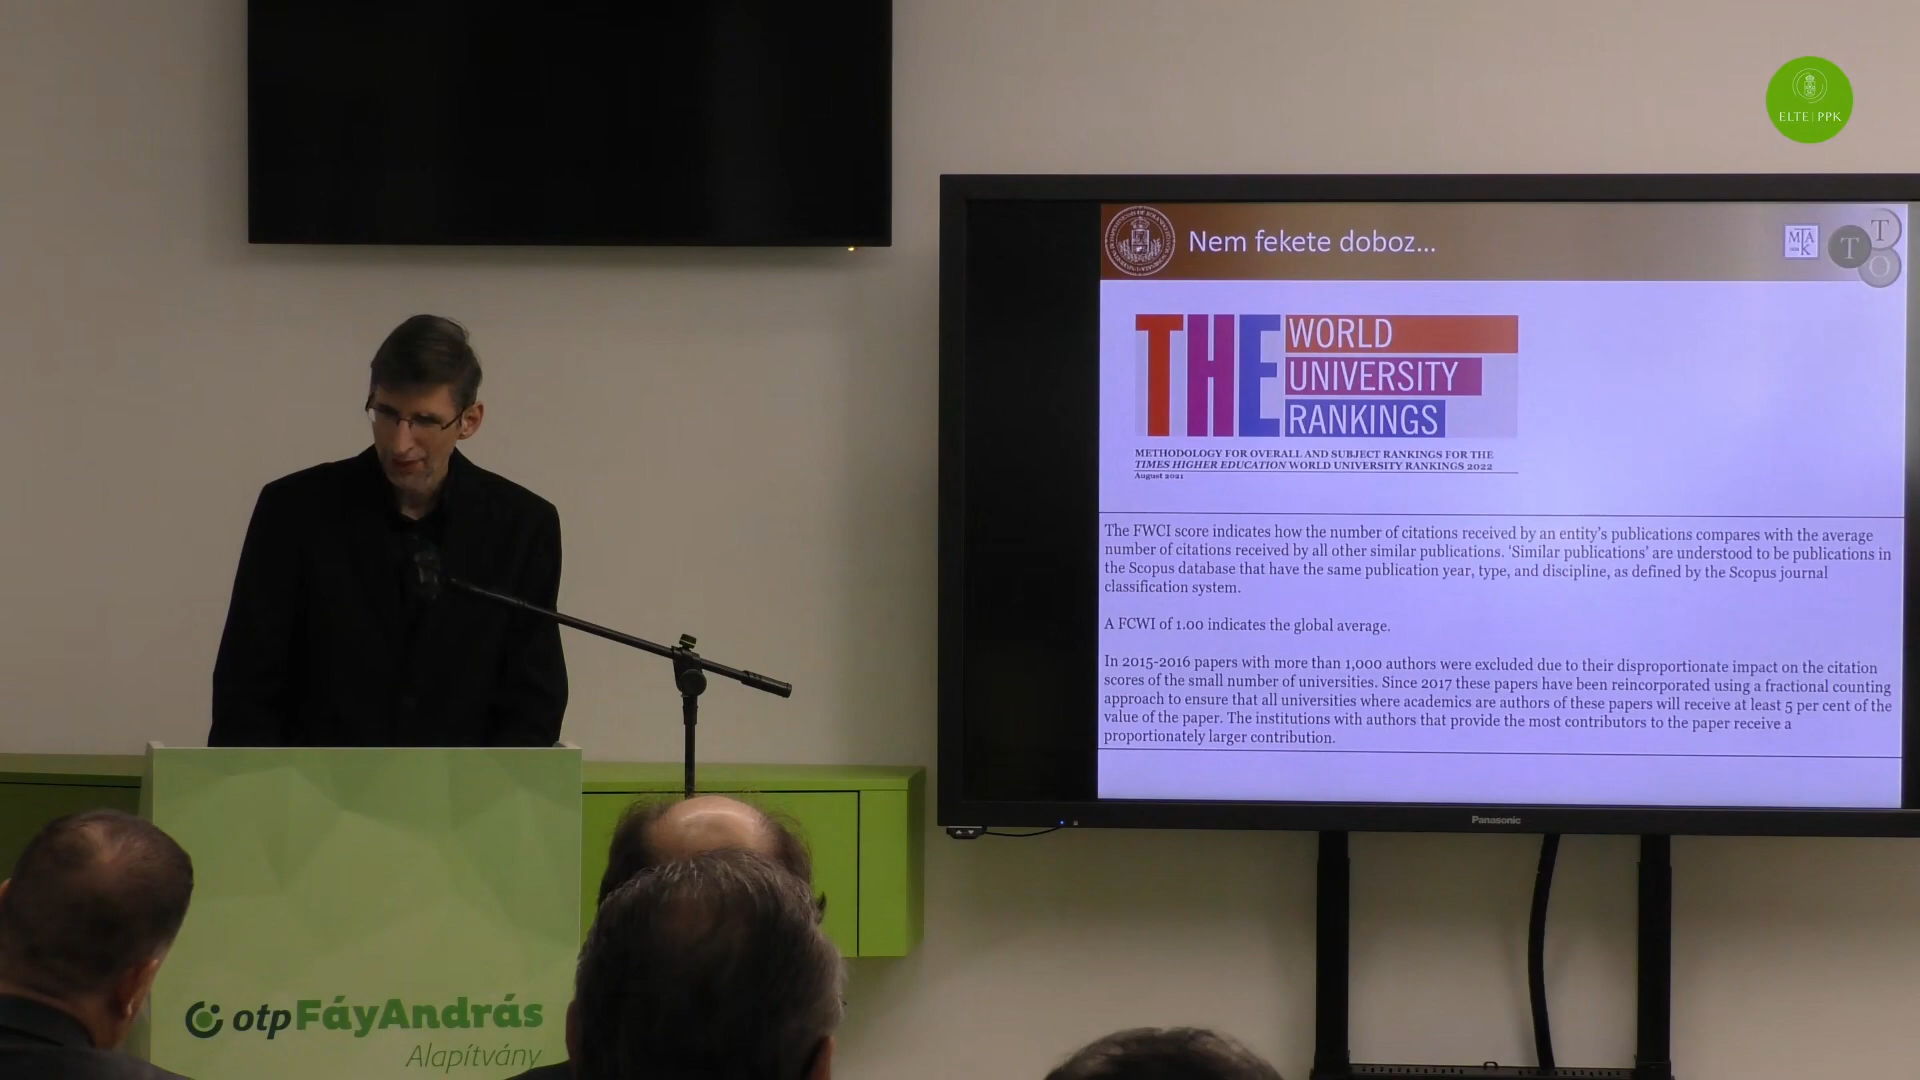 ELTE | PPK
Nem fekete doboz...
MTA
K
T
T
O
THE
WORLD
UNIVERSITY
RANKINGS
METHODOLOGY FOR OVERALL AND SUBJECT RANKINGS FOR THE
TIMES HIGHER EDUCATION WORLD UNIVERSITY RANKINGS 2022
August 2021
The FWCI score indicates how the number of citations received by an entity's publications compares with the average
number of citations received by all other similar publications. 'Similar publications' are understood to be publications in
the Scopus database that have the same publication year, type, and discipline, as defined by the Scopus journal
classification system.
A FCWI of 1.00 indicates the global average.
In 2015-2016 papers with more than 1,000 authors were excluded due to their disproportionate impact on the citation
scores of the small number of universities. Since 2017 these papers have been reincorporated using a fractional counting
approach to ensure that all universities where academics are authors of these papers will receive at least 5 per cent of the
value of the paper. The institutions with authors that provide the most contributors to the paper receive a
proportionately larger contribution.
Panasonic
otpFáyAndrás
Alapítvány